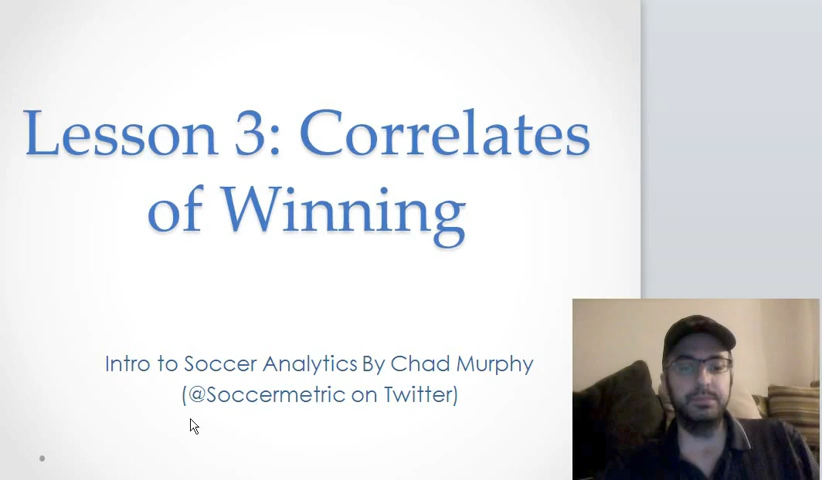 Lesson 3: Correlates
of Winning
Intro to Soccer Analytics By Chad Murphy
(@Soccermetric on Twitter)